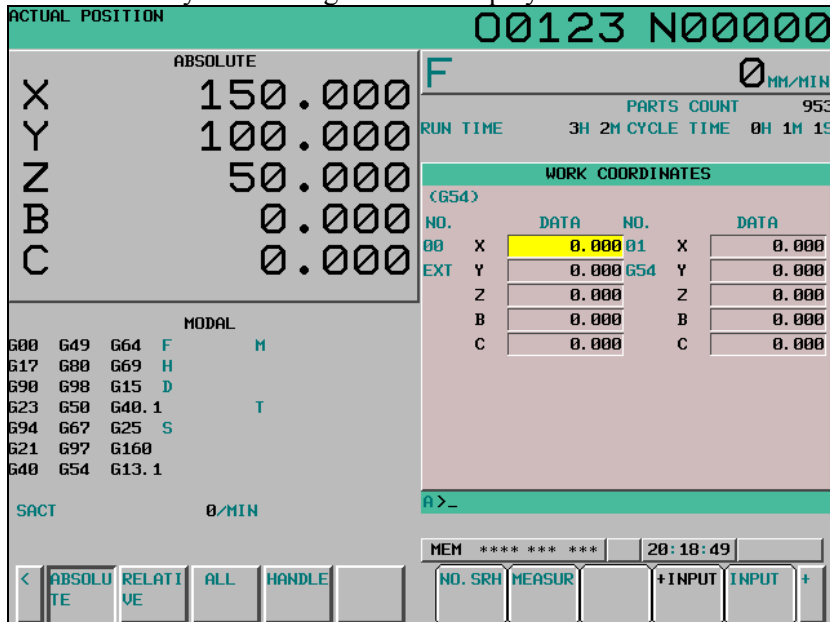 ACTUAL POSITION
O0123 N00000
ABSOLUTE
X 150.000
Y 100.000
Z 50.000
B 0.000
C 0.000
F 0 MM/MIN
PARTS COUNT 953
RUN TIME 3H 2M CYCLE TIME 0H 1M 1S
WORK COORDINATES
(G54)
NO. DATA NO. DATA
00 X 0.000 01 X 0.000
EXT Y 0.000 G54 Y 0.000
Z 0.000 Z 0.000
B 0.000 B 0.000
C 0.000 C 0.000
MODAL
G00 G49 G64 F M
G17 G80 G69 H
G90 G98 G15 D
G23 G50 G40.1 T
G94 G67 G25 S
G21 G97 G160
G40 G54 G13.1
SACT 0/MIN
A>_
MEM **** *** *** 20:18:49
< ABSOLU
TE RELATI
VE ALL HANDLE
NO.SRH MEASUR +INPUT INPUT +